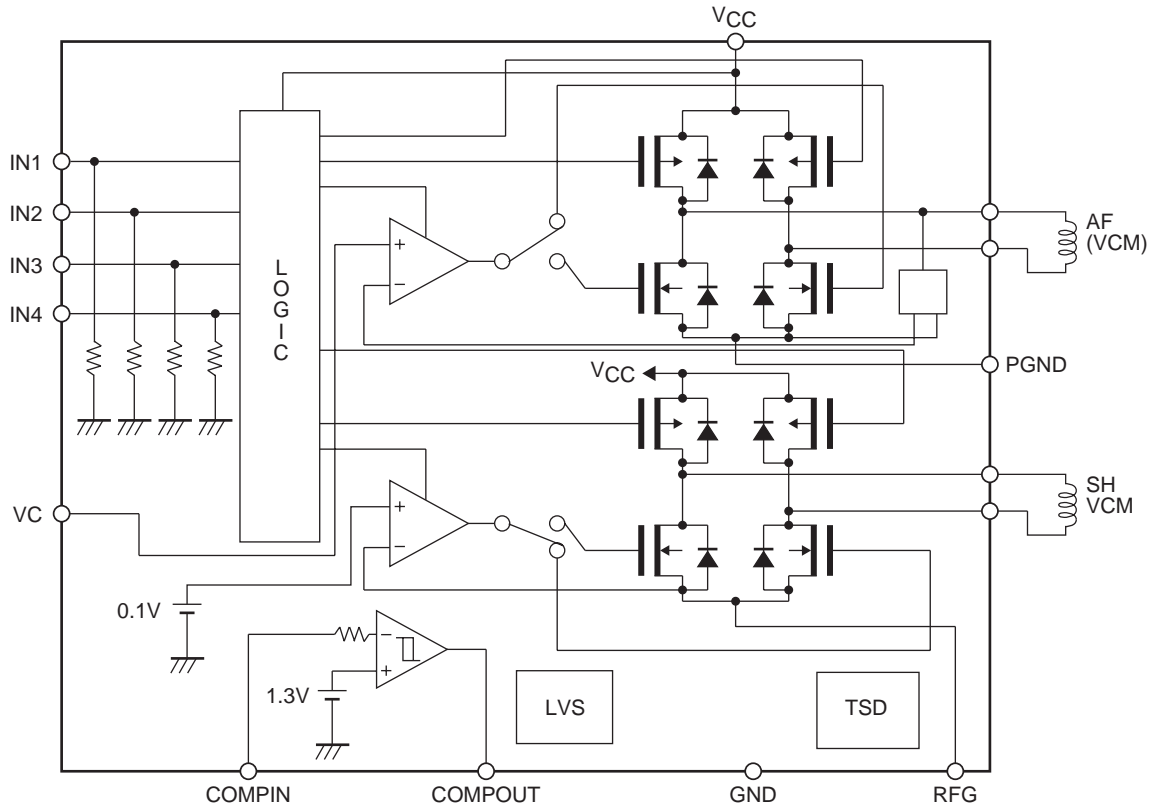 VCC
IN1
IN2
IN3
IN4
LOGIC
+
−
AF
(VCM)
PGND
VCC
SH
VCM
VC
+
−
0.1V
−
+
1.3V
LVS
TSD
COMPIN
COMPOUT
GND
RFG